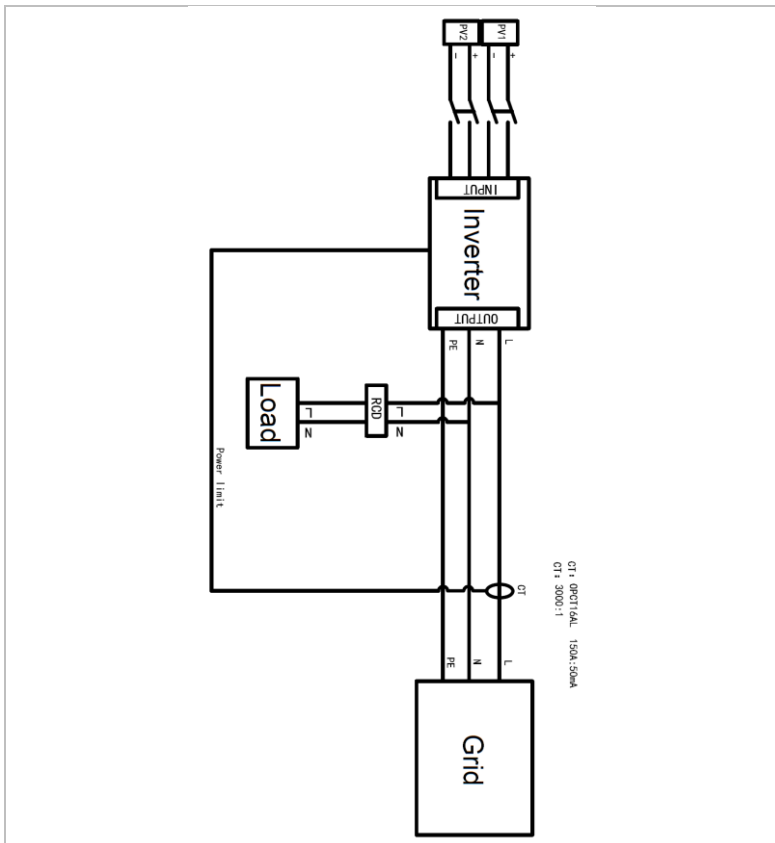 PV2
PV1
-
+
-
+
INPUT
Inverter
OUTPUT
PE
N
L
Load
L
N
RCD
L
N
Power limit
CT
CT: OPCT16AL 150A:50mA
CT: 3000:1
PE
N
L
Grid